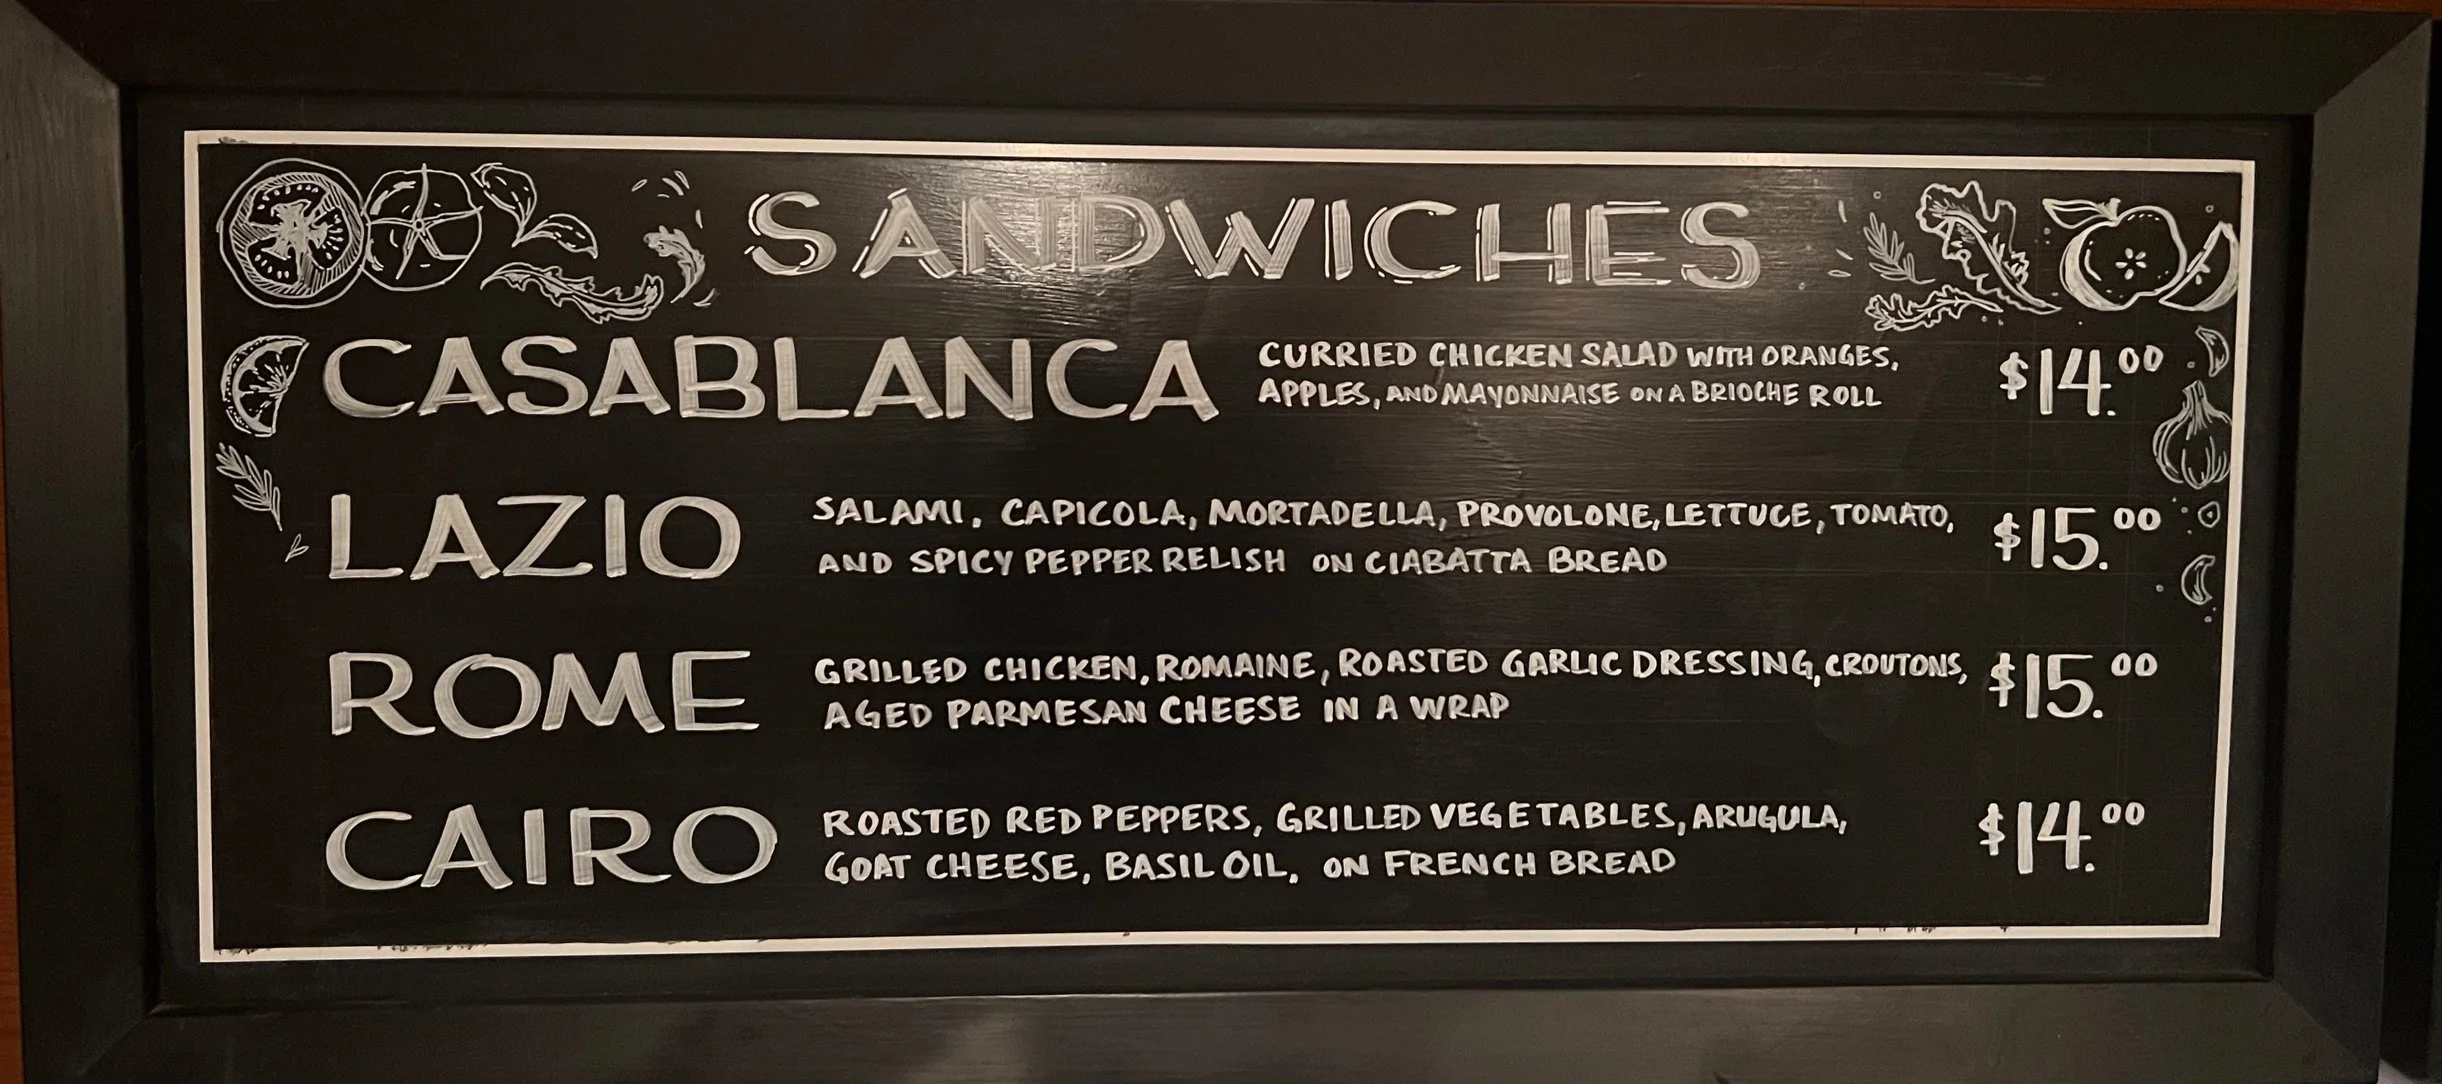 SANDWICHES
CASABLANCA CURRIED CHICKEN SALAD WITH ORANGES, $14.00
APPLES, AND MAYONNAISE ON A BRIOCHE ROLL
LAZIO SALAMI, CAPICOLA, MORTADELLA, PROVOLONE, LETTUCE, TOMATO, $15.00
AND SPICY PEPPER RELISH ON CIABATTA BREAD
ROME GRILLED CHICKEN, ROMAINE, ROASTED GARLIC DRESSING, CROUTONS, $15.00
AGED PARMESAN CHEESE IN A WRAP
CAIRO ROASTED RED PEPPERS, GRILLED VEGETABLES, ARUGULA, $14.00
GOAT CHEESE, BASIL OIL, ON FRENCH BREAD